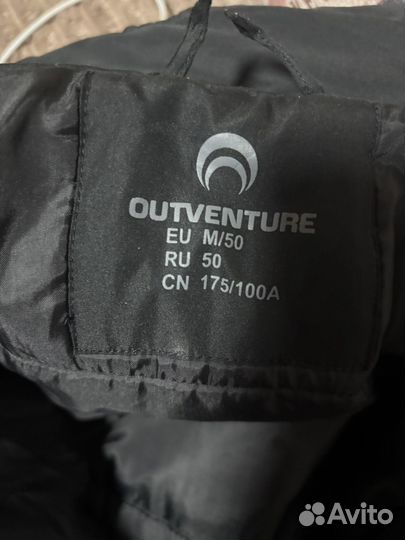 OUTVENTURE
EU M/50
RU 50
CN 175/100A
Avito